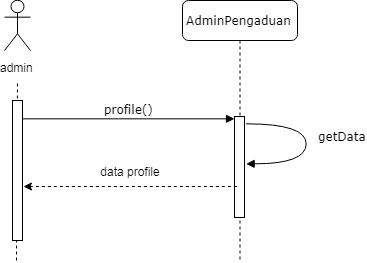 AdminPengaduan
admin
profile()
getData
data profile